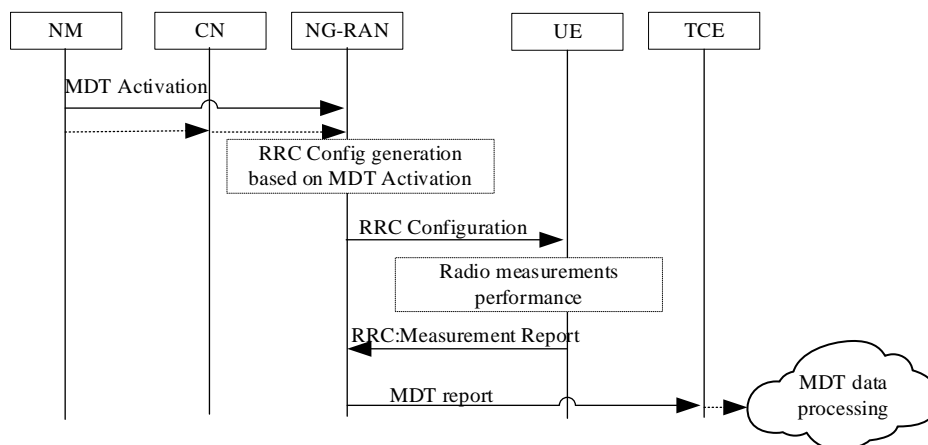 NM
CN
NG-RAN
UE
TCE
MDT Activation
RRC Config generation
based on MDT Activation
RRC Configuration
Radio measurements
performance
RRC:Measurement Report
MDT report
MDT data
processing